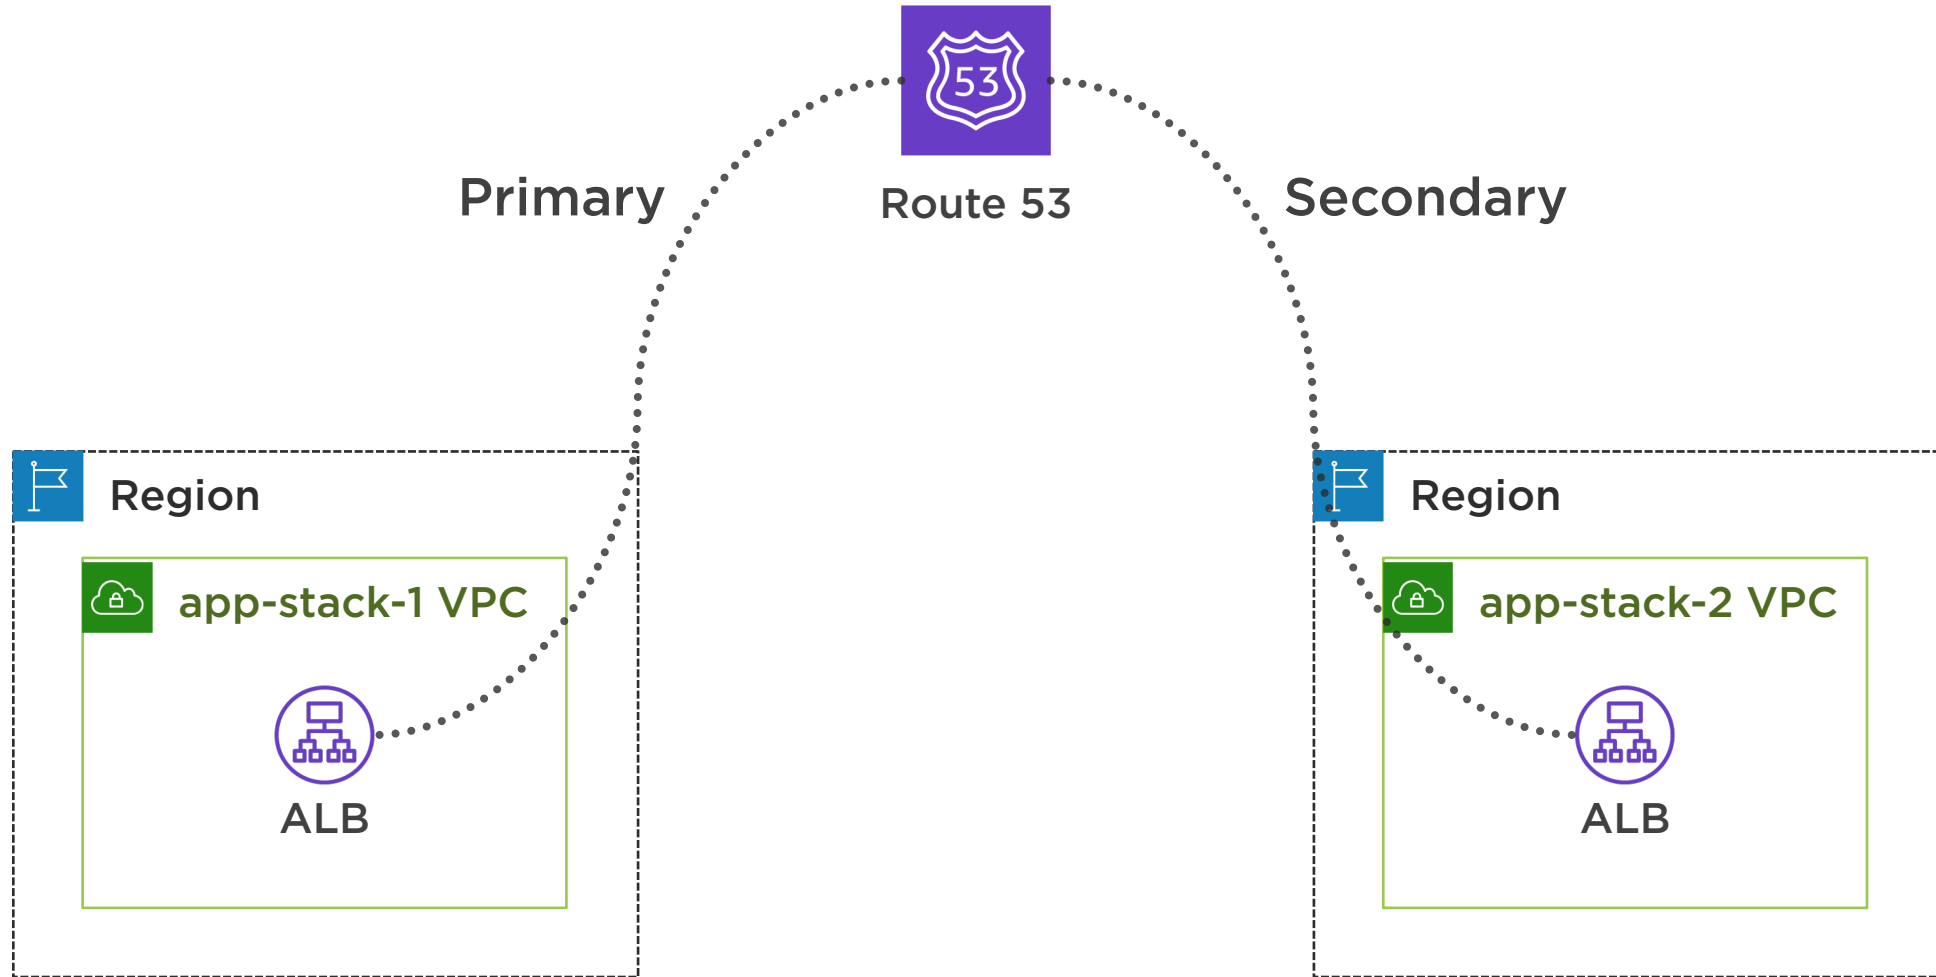 53
Primary
Route 53
Secondary
Region
app-stack-1 VPC
ALB
Region
app-stack-2 VPC
ALB